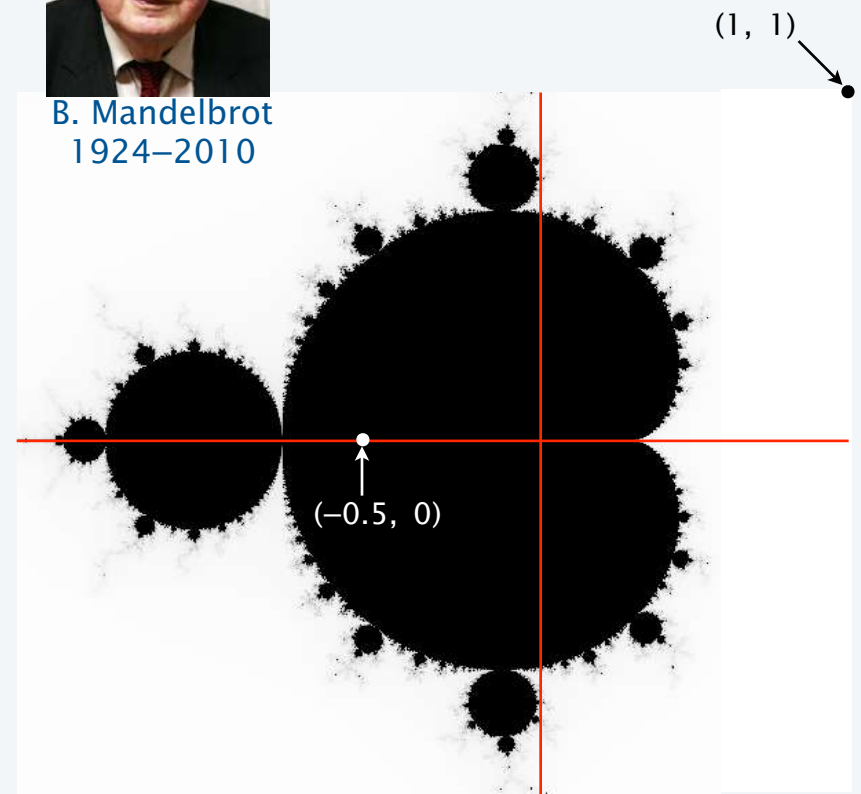 (1, 1)
B. Mandelbrot
1924–2010
(–0.5, 0)